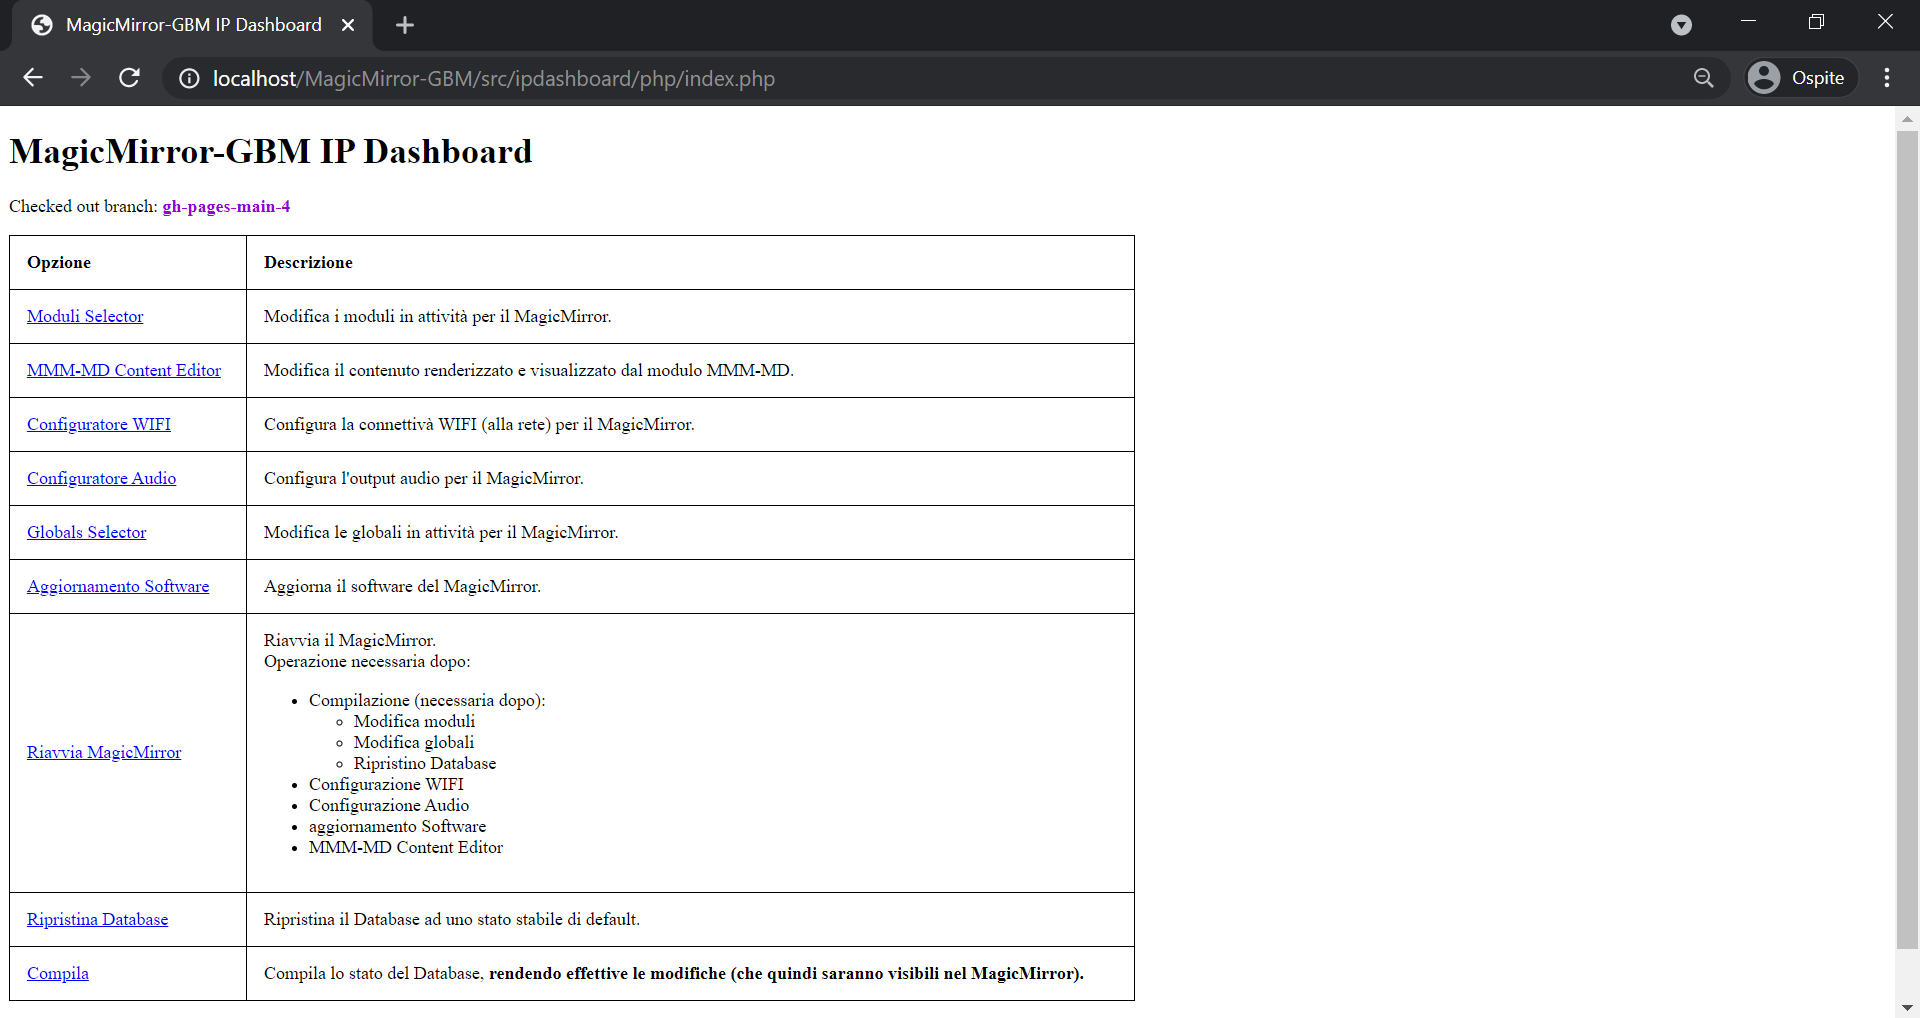 MagicMirror-GBM IP Dashboard
localhost/MagicMirror-GBM/src/ipdashboard/php/index.php
Ospite
MagicMirror-GBM IP Dashboard
Checked out branch: gh-pages-main-4
Opzione Descrizione
Moduli Selector Modifica i moduli in attività per il MagicMirror.
MMM-MD Content Editor Modifica il contenuto renderizzato e visualizzato dal modulo MMM-MD.
Configuratore WIFI Configura la connettivà WIFI (alla rete) per il MagicMirror.
Configuratore Audio Configura l'output audio per il MagicMirror.
Globals Selector Modifica le globali in attività per il MagicMirror.
Aggiornamento Software Aggiorna il software del MagicMirror.
Riavvia MagicMirror
Riavvia il MagicMirror.
Operazione necessaria dopo:
Compilazione (necessaria dopo):
Modifica moduli
Modifica globali
Ripristino Database
Configurazione WIFI
Configurazione Audio
aggiornamento Software
MMM-MD Content Editor
Ripristina Database Ripristina il Database ad uno stato stabile di default.
Compila Compila lo stato del Database, rendendo effettive le modifiche (che quindi saranno visibili nel MagicMirror).